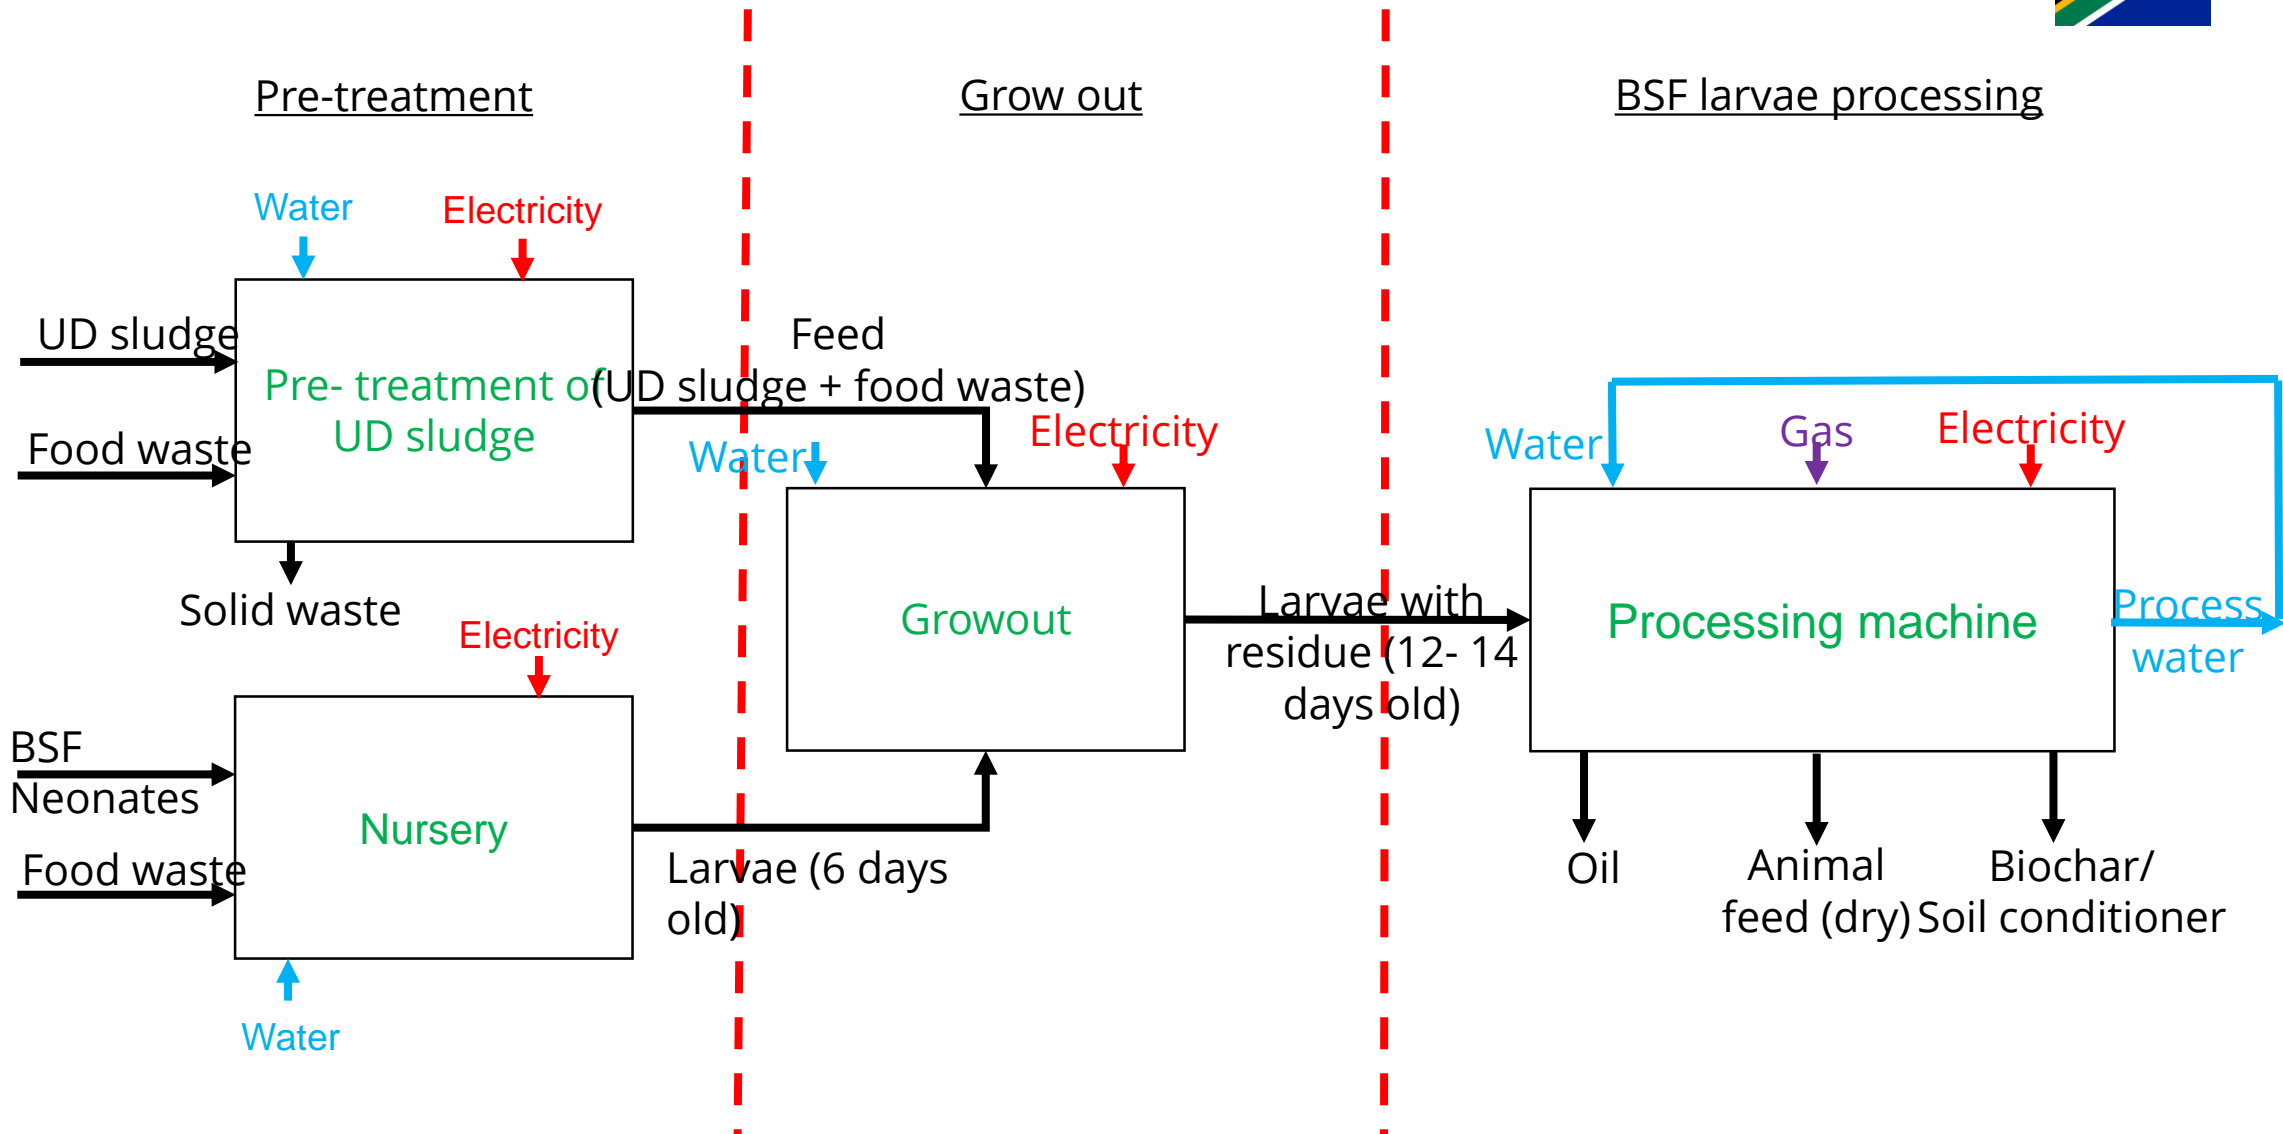 Pre-treatment
Grow out
BSF larvae processing
Water
Electricity
UD sludge
Food waste
Pre- treatment of
UD sludge
Solid waste
Feed
(UD sludge + food waste)
Water
Electricity
Growout
Electricity
BSF
Neonates
Food waste
Nursery
Water
Larvae (6 days
old)
Larvae with
residue (12- 14
days old)
Water
Gas
Electricity
Processing machine
Process
water
Oil
Animal
feed (dry)
Biochar/
Soil conditioner